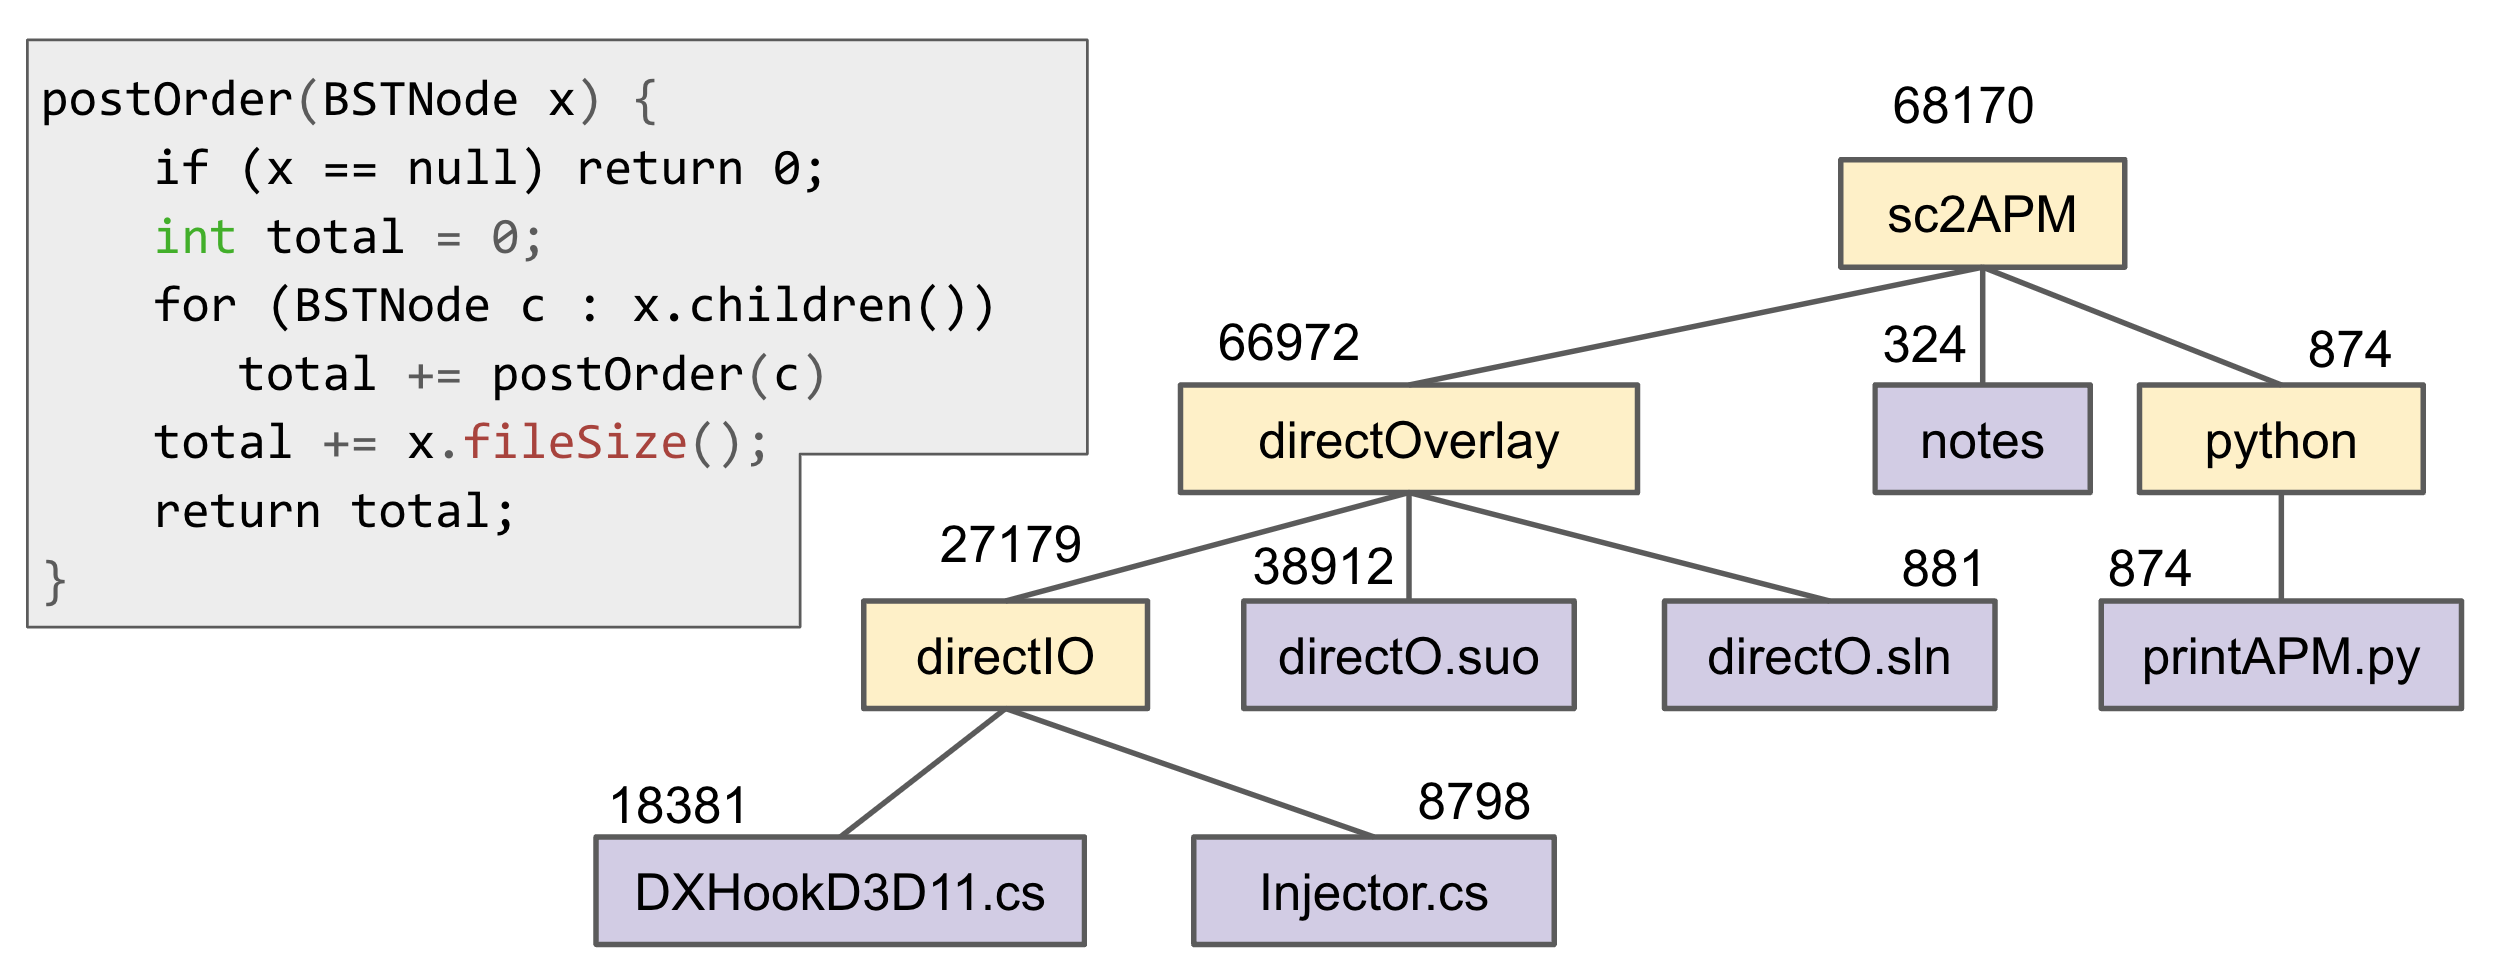 postOrder(BSTNode x) {
    if (x == null) return 0;
    int total = 0;
    for (BSTNode c : x.children())
       total += postOrder(c)
    total += x.fileSize();
    return total;
}
68170
sc2APM
66972
324
874
directOverlay
notes
python
27179
38912
881
874
directIO
directO.suo
directO.sln
printAPM.py
18381
8798
DXHookD3D11.cs
Injector.cs